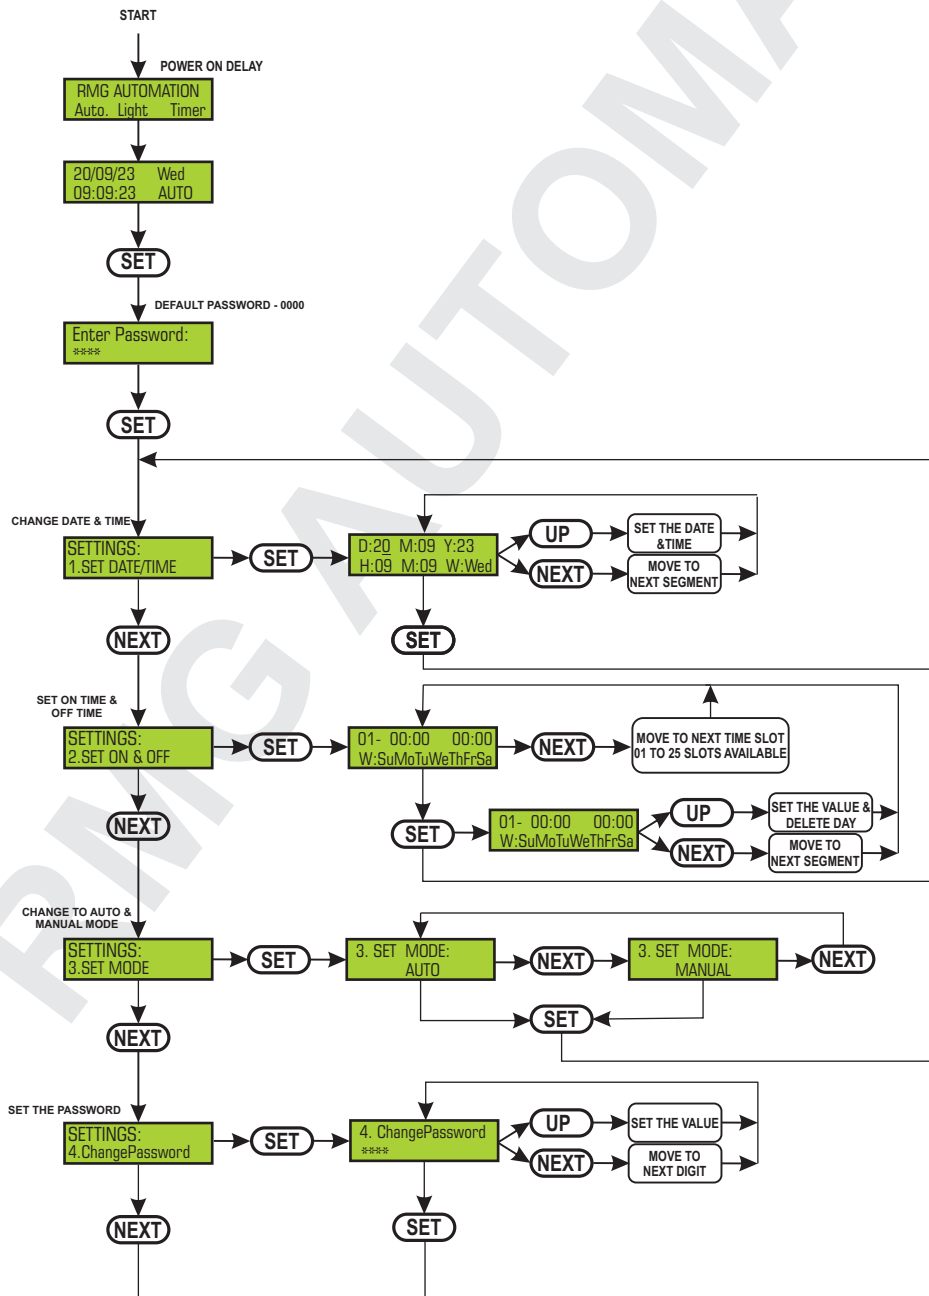 START
POWER ON DELAY
RMG AUTOMATION
Auto. Light Timer
20/09/23 Wed
09:09:23 AUTO
SET
DEFAULT PASSWORD - 0000
Enter Password:
****
SET
CHANGE DATE & TIME
SETTINGS:
1.SET DATE/TIME
SET
D:20 M:09 Y:23
H:09 M:09 W:Wed
UP
SET THE DATE
&TIME
NEXT
MOVE TO
NEXT SEGMENT
NEXT
SET
SET ON TIME &
OFF TIME
SETTINGS:
2.SET ON & OFF
SET
01- 00:00 00:00
W:SuMoTuWeThFrSa
NEXT
MOVE TO NEXT TIME SLOT
01 TO 25 SLOTS AVAILABLE
NEXT
SET
01- 00:00 00:00
W:SuMoTuWeThFrSa
UP
SET THE VALUE &
DELETE DAY
NEXT
MOVE TO
NEXT SEGMENT
CHANGE TO AUTO &
MANUAL MODE
SETTINGS:
3.SET MODE
SET
3. SET MODE:
AUTO
NEXT
3. SET MODE:
MANUAL
NEXT
SET
NEXT
SET THE PASSWORD
SETTINGS:
4.ChangePassword
SET
4. ChangePassword
****
UP
SET THE VALUE
NEXT
MOVE TO
NEXT DIGIT
NEXT
SET
RMG AUTOMA